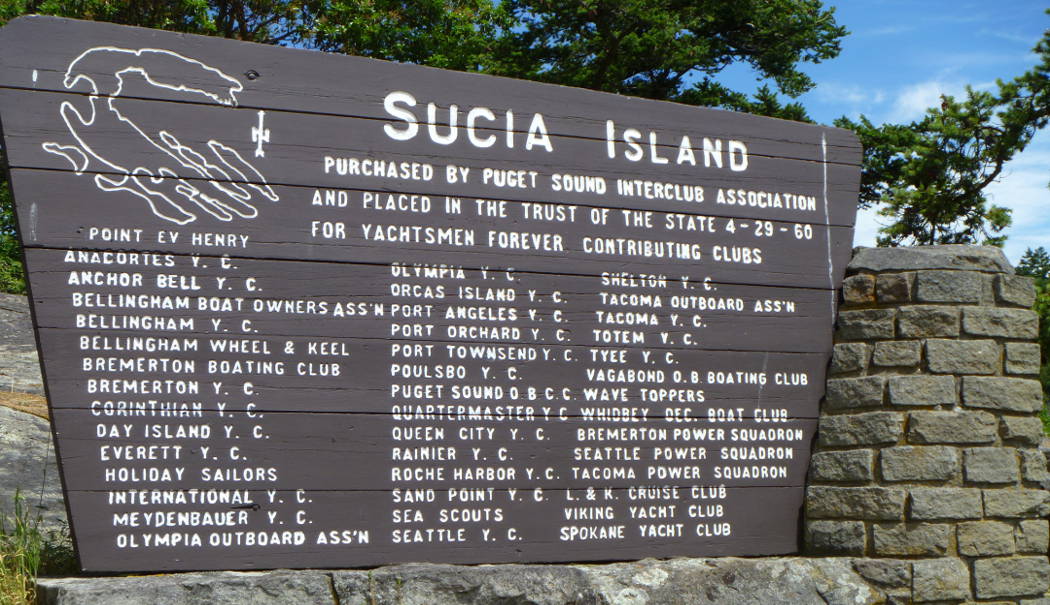 SUCIA ISLAND
PURCHASED BY PUGET SOUND INTERCLUB ASSOCIATION
AND PLACED IN THE TRUST OF THE STATE 4-29-60
FOR YACHTSMEN FOREVER CONTRIBUTING CLUBS
POINT EV HENRY
ANACORTES Y. C.
ANCHOR BELL Y. C.
BELLINGHAM BOAT OWNERS ASS'N
BELLINGHAM Y. C.
BELLINGHAM WHEEL & KEEL
BREMERTON BOATING CLUB
BREMERTON Y. C.
CORINTHIAN Y. C.
DAY ISLAND Y. C.
EVERETT Y. C.
HOLIDAY SAILORS
INTERNATIONAL Y. C.
MEYDENBAUER Y. C.
OLYMPIA OUTBOARD ASS'N
OLYMPIA Y. C.
ORCAS ISLAND Y. C.
PORT ANGELES Y. C.
PORT ORCHARD Y. C.
PORT TOWNSEND Y. C.
POULSBO Y. C.
PUGET SOUND O.B.C.C.
QUARTERMASTER Y C
QUEEN CITY Y. C.
RAINIER Y. C.
ROCHE HARBOR Y. C.
SAND POINT Y. C.
SEA SCOUTS
SEATTLE Y. C.
SHELTON Y. C.
TACOMA OUTBOARD ASS'N
TACOMA Y. C.
TOTEM Y. C.
TYEE Y. C.
VAGABOND O.B. BOATING CLUB
WAVE TOPPERS
WHIDBEY DEC. BOAT CLUB
BREMERTON POWER SQUADRON
SEATTLE POWER SQUADRON
TACOMA POWER SQUADRON
L. & K. CRUISE CLUB
VIKING YACHT CLUB
SPOKANE YACHT CLUB